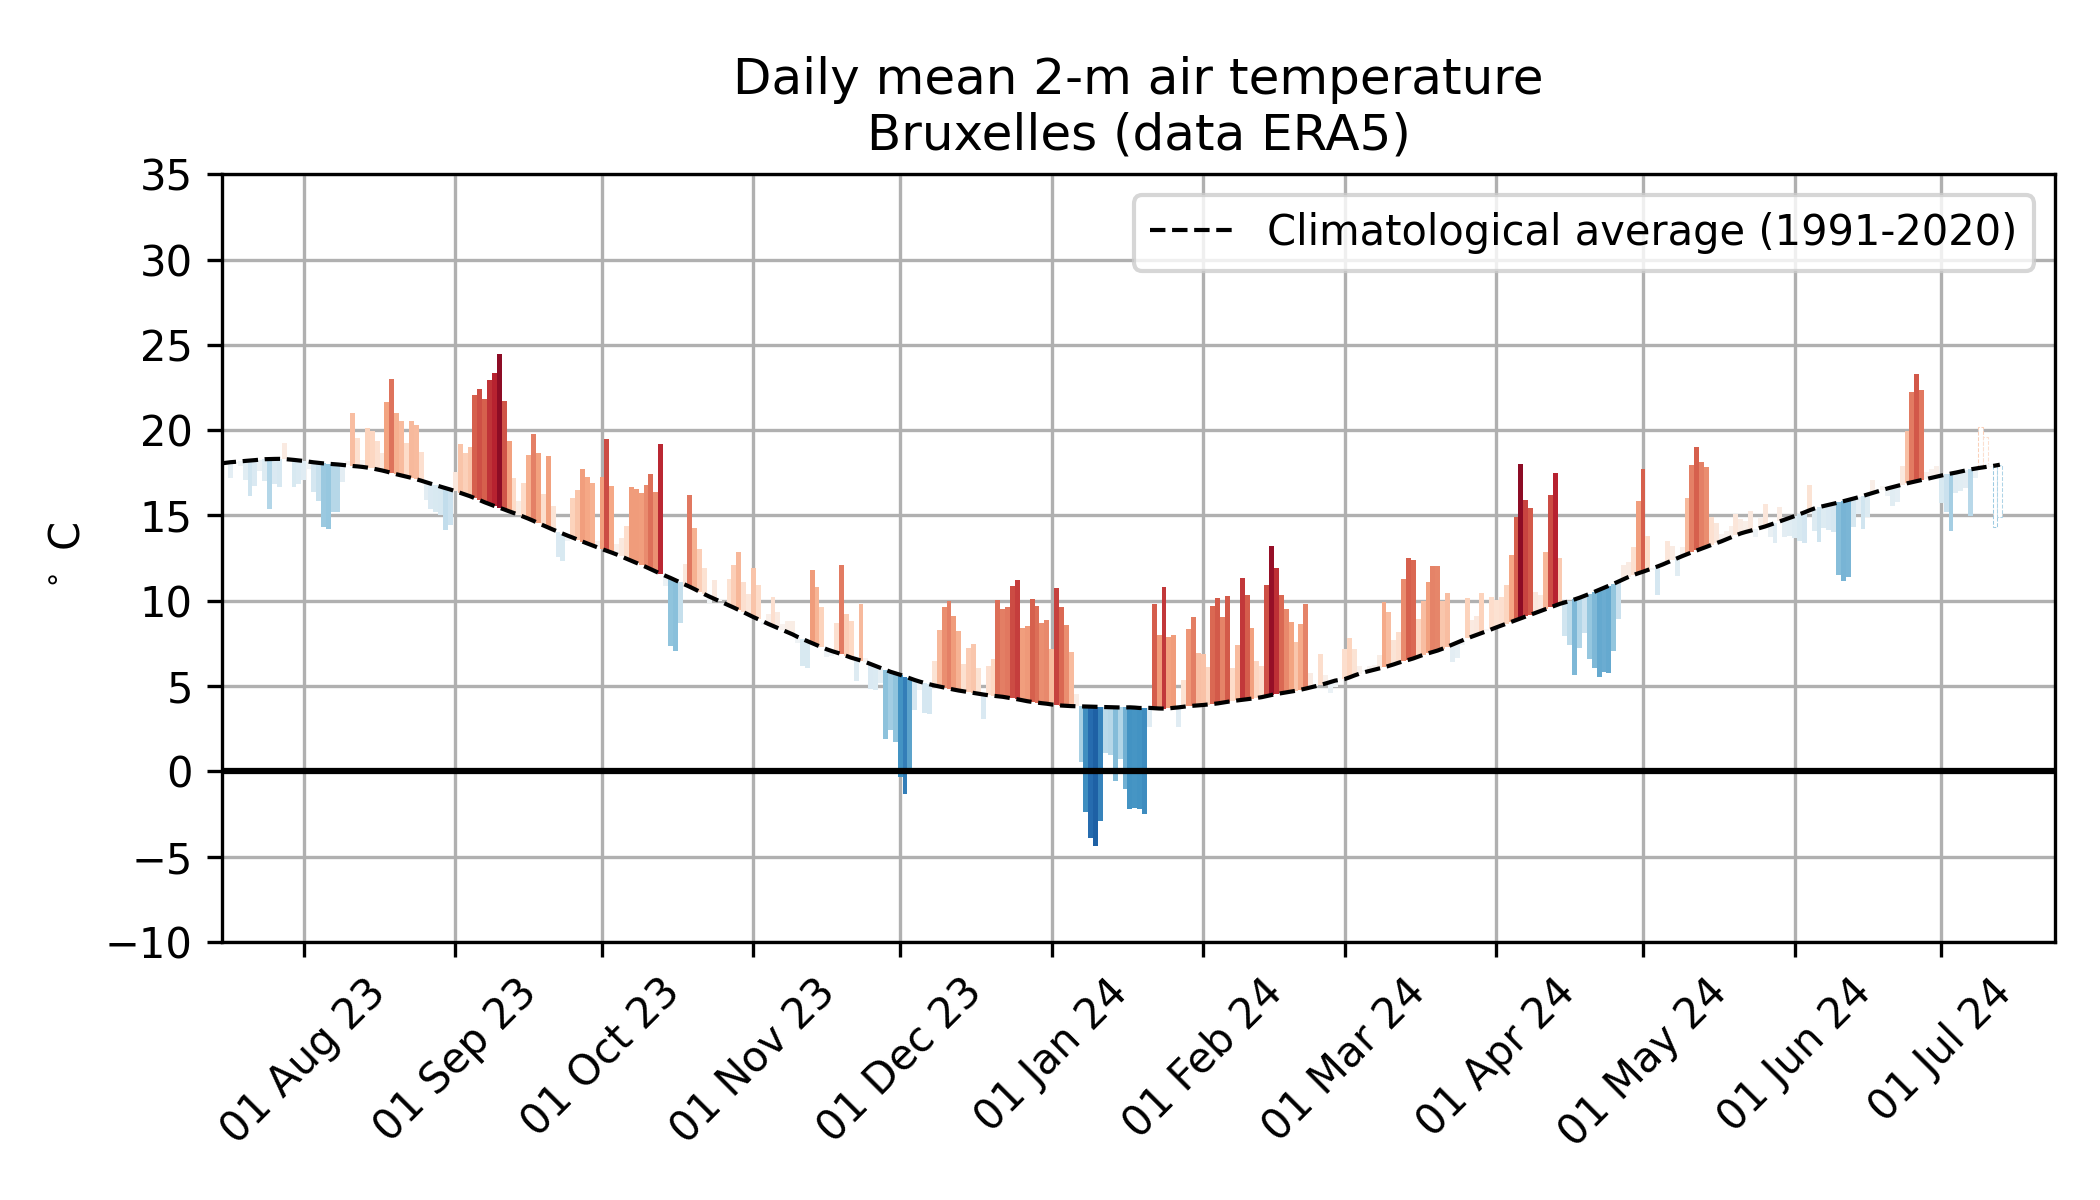 Daily mean 2-m air temperature
Bruxelles (data ERA5)
35
30
25
20
15
10
5
0
−5
−10
° C
Climatological average (1991-2020)
01 Aug 23
01 Sep 23
01 Oct 23
01 Nov 23
01 Dec 23
01 Jan 24
01 Feb 24
01 Mar 24
01 Apr 24
01 May 24
01 Jun 24
01 Jul 24